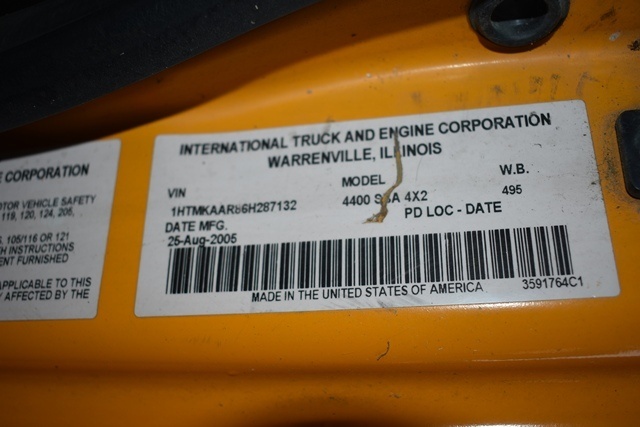 E CORPORATION
OTOR VEHICLE SAFETY
119, 120, 124, 205,
S. 105/116 OR 121
H INSTRUCTIONS
ENT FURNISHED
APPLICABLE TO THIS
Y AFFECTED BY THE
INTERNATIONAL TRUCK AND ENGINE CORPORATION
WARRENVILLE, ILLINOIS
VIN MODEL W.B.
1HTMKAAR86H287132 4400 SBA 4X2 495
DATE MFG. PD LOC - DATE
25-Aug-2005
MADE IN THE UNITED STATES OF AMERICA 3591764C1